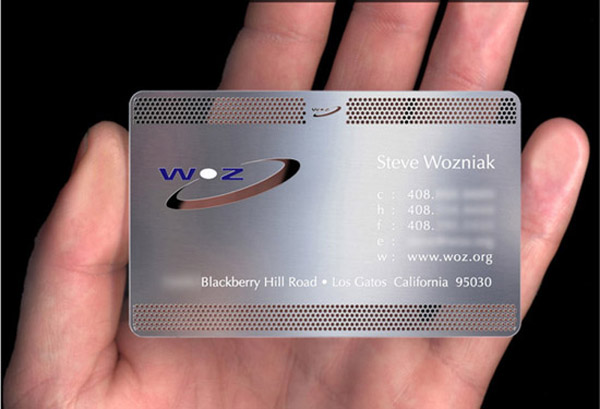 WOZ
WOZ
Steve Wozniak
c : 408.
h : 408.
f : 408.
e :
w : www.woz.org
Blackberry Hill Road • Los Gatos California 95030